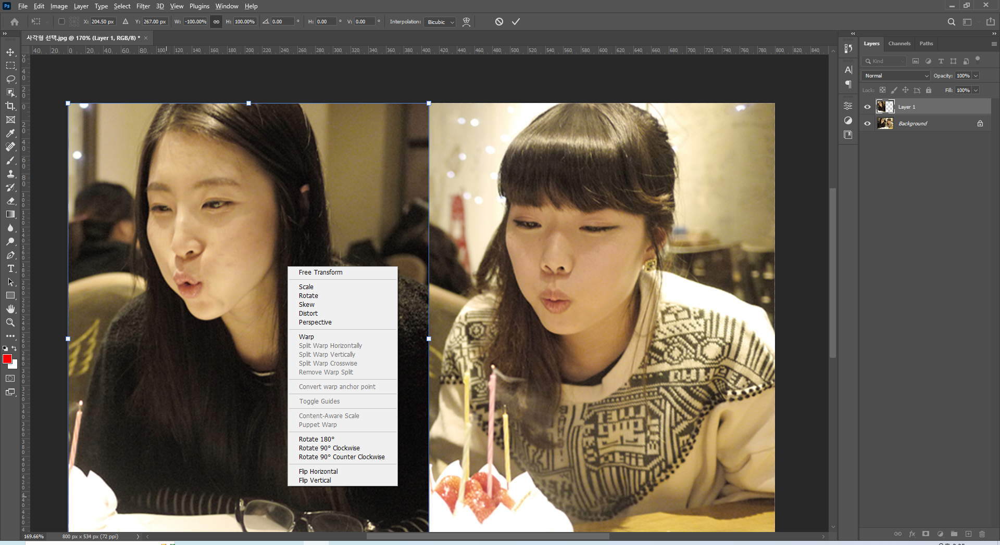 Ps File Edit Image Layer Type Select Filter 3D View Plugins Window Help
X: 204.50 px Y: 267.00 px W: -100.00% H: 100.00% 0.00 ° H: 0.00 ° V: 0.00 ° Interpolation: Bicubic
사각형 선택.jpg @ 170% (Layer 1, RGB/8) * ×
40 20 0 20 40 60 80 100 120 140 160 180 200 220 240 260 280 300 320 340 360 380 400 420 440 460 480 500 520 540 560 580 600 620 640 660 680 700 720 740 760 780 800 820 840
Free Transform
Scale
Rotate
Skew
Distort
Perspective
Warp
Split Warp Horizontally
Split Warp Vertically
Split Warp Crosswise
Remove Warp Split
Convert warp anchor point
Toggle Guides
Content-Aware Scale
Puppet Warp
Rotate 180°
Rotate 90° Clockwise
Rotate 90° Counter Clockwise
Flip Horizontal
Flip Vertical
Layers Channels Paths
Kind
Normal Opacity: 100%
Lock: Fill: 100%
Layer 1
Background
fx
169.66% 800 px x 534 px (72 ppi)